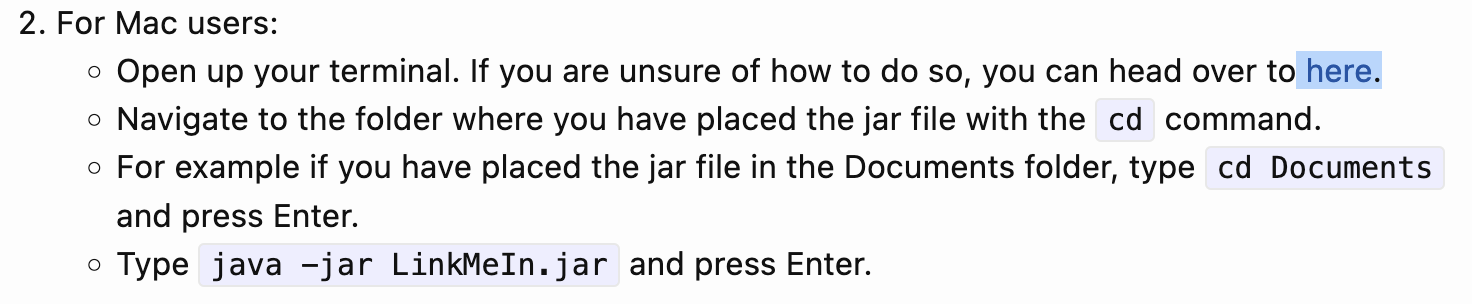 2. For Mac users:
○ Open up your terminal. If you are unsure of how to do so, you can head over to here.
○ Navigate to the folder where you have placed the jar file with the cd command.
○ For example if you have placed the jar file in the Documents folder, type cd Documents
and press Enter.
○ Type java -jar LinkMeIn.jar and press Enter.